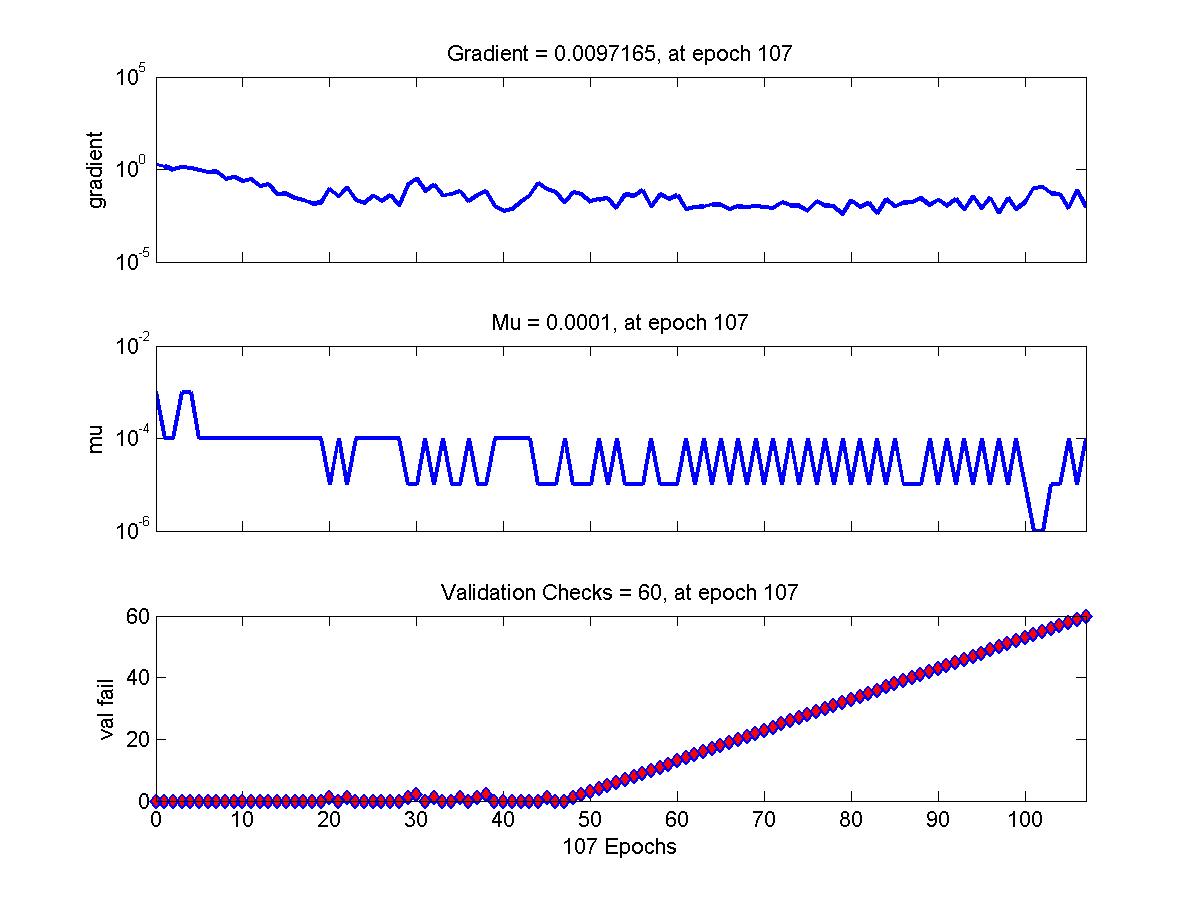 Gradient = 0.0097165, at epoch 107
10^5
10^0
10^-5
gradient
Mu = 0.0001, at epoch 107
10^-2
10^-4
10^-6
mu
Validation Checks = 60, at epoch 107
60
40
20
0
val fail
0 10 20 30 40 50 60 70 80 90 100
107 Epochs